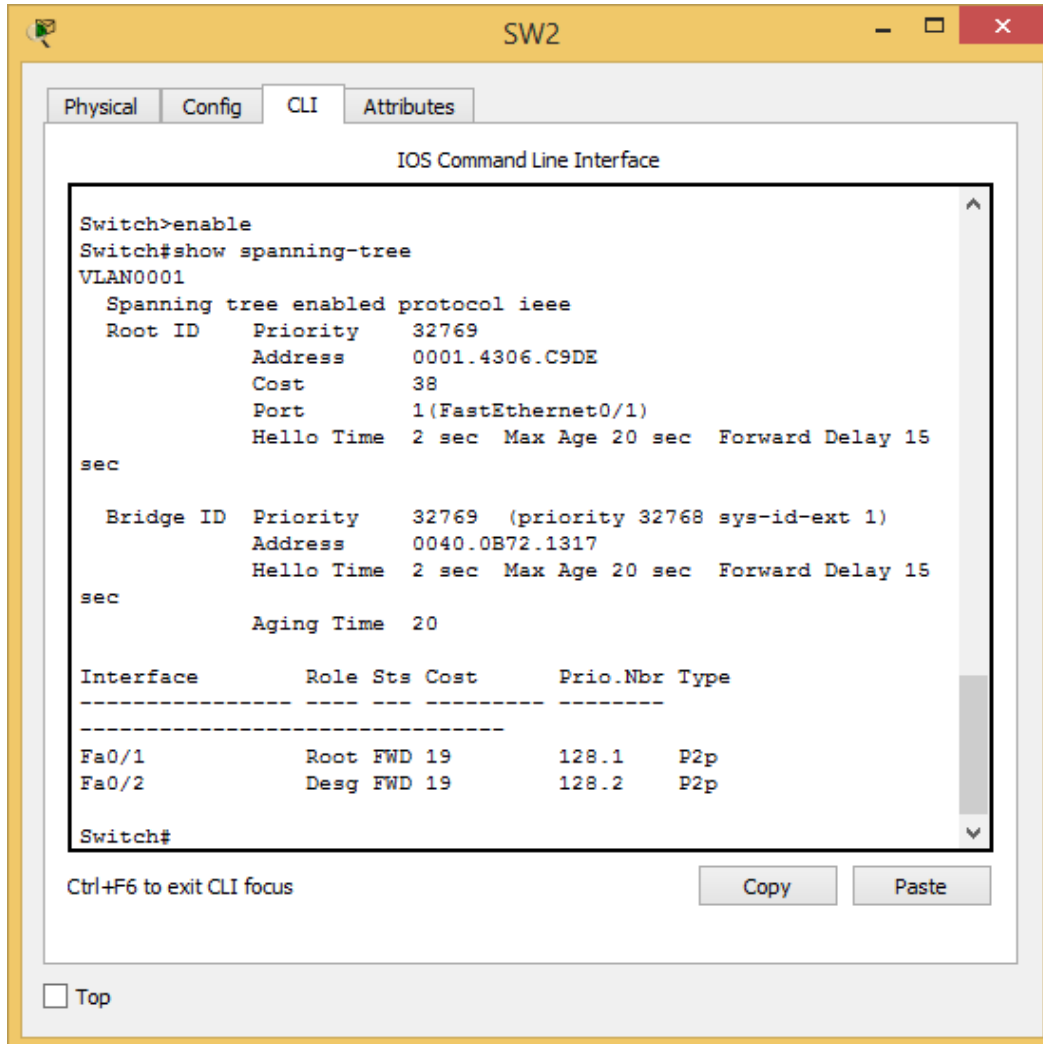 SW2
Physical Config CLI Attributes
IOS Command Line Interface
Switch>enable
Switch#show spanning-tree
VLAN0001
  Spanning tree enabled protocol ieee
  Root ID    Priority    32769
             Address     0001.4306.C9DE
             Cost        38
             Port        1(FastEthernet0/1)
             Hello Time  2 sec  Max Age 20 sec  Forward Delay 15
sec
  Bridge ID  Priority    32769  (priority 32768 sys-id-ext 1)
             Address     0040.0B72.1317
             Hello Time  2 sec  Max Age 20 sec  Forward Delay 15
sec
             Aging Time  20
Interface        Role Sts Cost      Prio.Nbr Type
---------------- ---- --- --------- --------
--------------------------------
Fa0/1            Root FWD 19        128.1    P2p
Fa0/2            Desg FWD 19        128.2    P2p
Switch#
Ctrl+F6 to exit CLI focus
Copy Paste
Top